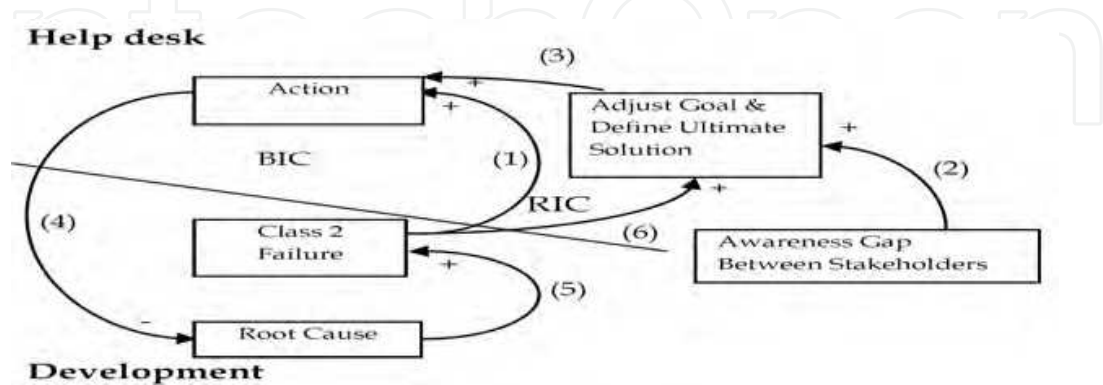 Help desk
(3)
Action
+
+
Adjust Goal &
Define Ultimate
Solution
+
BIC
(1)
(2)
RIC
+
(4)
Class 2
Failure
(6)
Awareness Gap
Between Stakeholders
+
(5)
-
Root Cause
Development